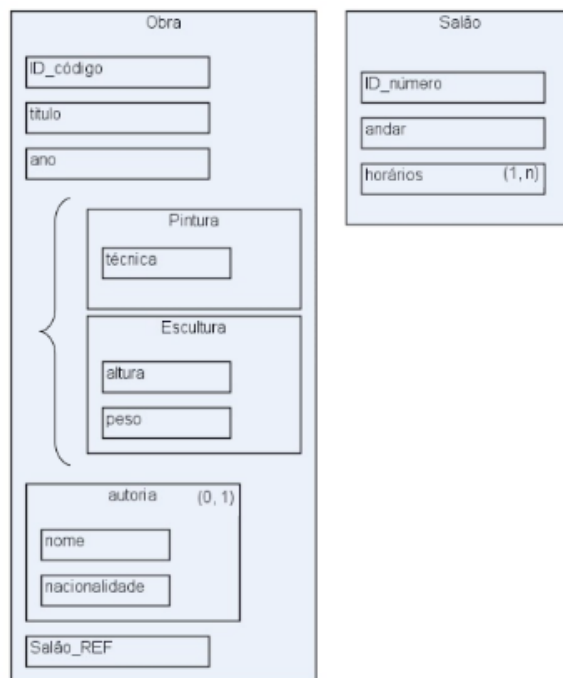 Obra
ID_código
título
ano
Pintura
técnica
Escultura
altura
peso
autoria (0, 1)
nome
nacionalidade
Salão_REF
Salão
ID_número
andar
horários (1, n)